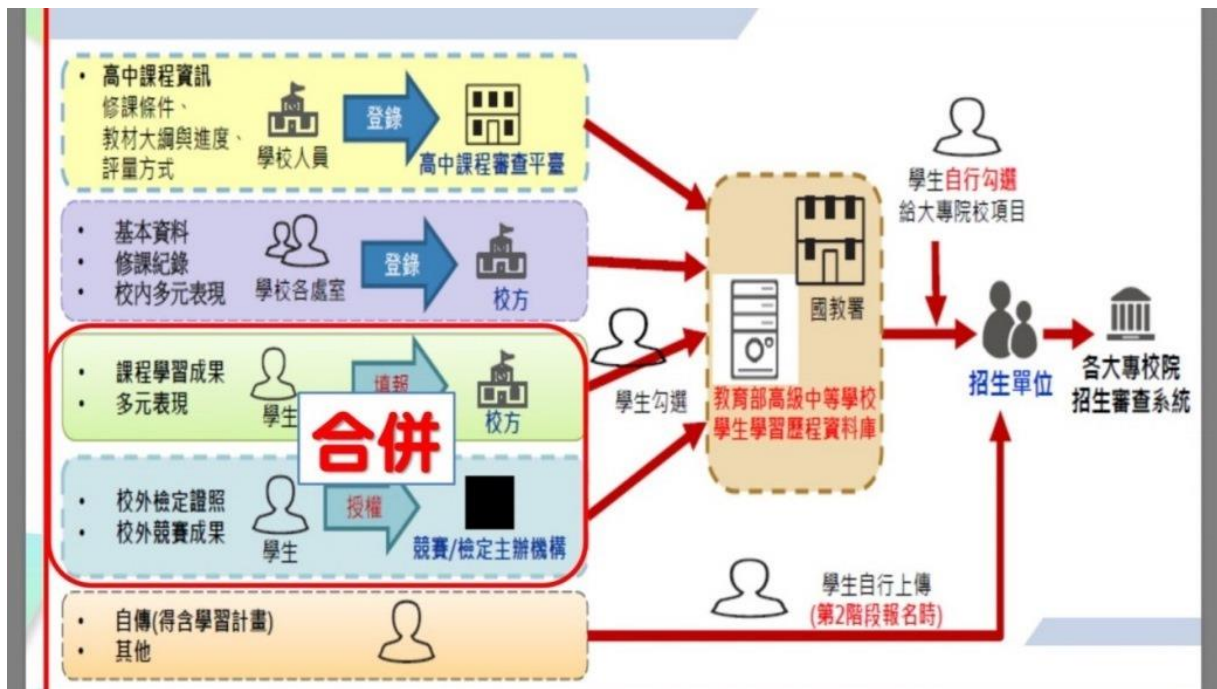 • 高中課程資訊
修課條件、
教材大綱與進度、
評量方式
學校人員
登錄
高中課程審查平臺
• 基本資料
• 修課紀錄
• 校內多元表現
學校各處室
登錄
校方
• 課程學習成果
• 多元表現
學生
填報
校方
合併
• 校外檢定證照
• 校外競賽成果
學生
授權
競賽/檢定主辦機構
• 自傳(得含學習計畫)
• 其他
學生勾選
國教署
教育部高級中等學校
學生學習歷程資料庫
學生自行勾選
給大專院校項目
招生單位
各大專校院
招生審查系統
學生自行上傳
(第2階段報名時)